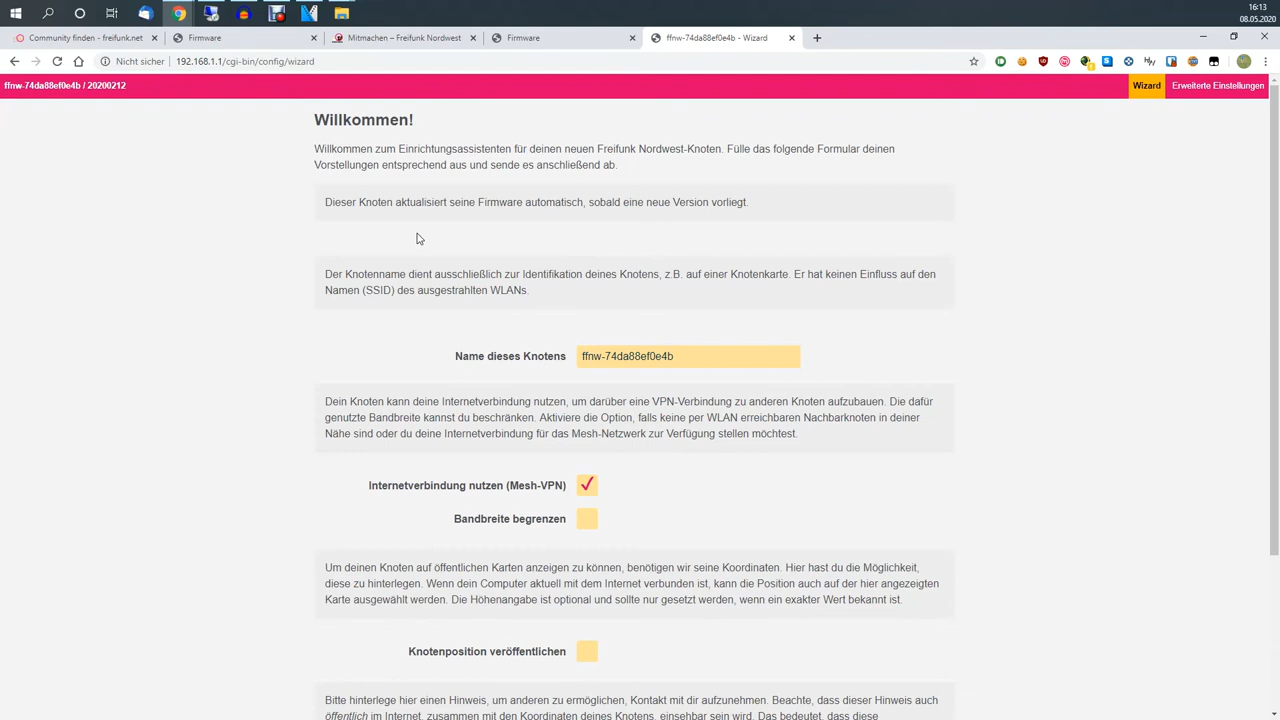 16:13
08.05.2020
Community finden - freifunk.net
Firmware
Mitmachen – Freifunk Nordwest
Firmware
ffnw-74da88ef0e4b - Wizard
Nicht sicher
192.168.1.1/cgi-bin/config/wizard
ffnw-74da88ef0e4b / 20200212
Wizard
Erweiterte Einstellungen
Willkommen!
Willkommen zum Einrichtungsassistenten für deinen neuen Freifunk Nordwest-Knoten. Fülle das folgende Formular deinen
Vorstellungen entsprechend aus und sende es anschließend ab.
Dieser Knoten aktualisiert seine Firmware automatisch, sobald eine neue Version vorliegt.
Der Knotenname dient ausschließlich zur Identifikation deines Knotens, z.B. auf einer Knotenkarte. Er hat keinen Einfluss auf den
Namen (SSID) des ausgestrahlten WLANs.
Name dieses Knotens
ffnw-74da88ef0e4b
Dein Knoten kann deine Internetverbindung nutzen, um darüber eine VPN-Verbindung zu anderen Knoten aufzubauen. Die dafür
genutzte Bandbreite kannst du beschränken. Aktiviere die Option, falls keine per WLAN erreichbaren Nachbarknoten in deiner
Nähe sind oder du deine Internetverbindung für das Mesh-Netzwerk zur Verfügung stellen möchtest.
Internetverbindung nutzen (Mesh-VPN)
Bandbreite begrenzen
Um deinen Knoten auf öffentlichen Karten anzeigen zu können, benötigen wir seine Koordinaten. Hier hast du die Möglichkeit,
diese zu hinterlegen. Wenn dein Computer aktuell mit dem Internet verbunden ist, kann die Position auch auf der hier angezeigten
Karte ausgewählt werden. Die Höhenangabe ist optional und sollte nur gesetzt werden, wenn ein exakter Wert bekannt ist.
Knotenposition veröffentlichen
Bitte hinterlege hier einen Hinweis, um anderen zu ermöglichen, Kontakt mit dir aufzunehmen. Beachte, dass dieser Hinweis auch
öffentlich im Internet, zusammen mit den Koordinaten deines Knotens, einsehbar sein wird. Das bedeutet, dass diese